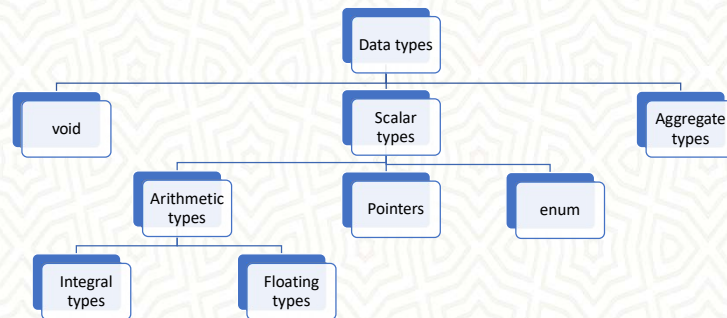 Data types
void
Scalar
types
Aggregate
types
Arithmetic
types
Pointers
enum
Integral
types
Floating
types